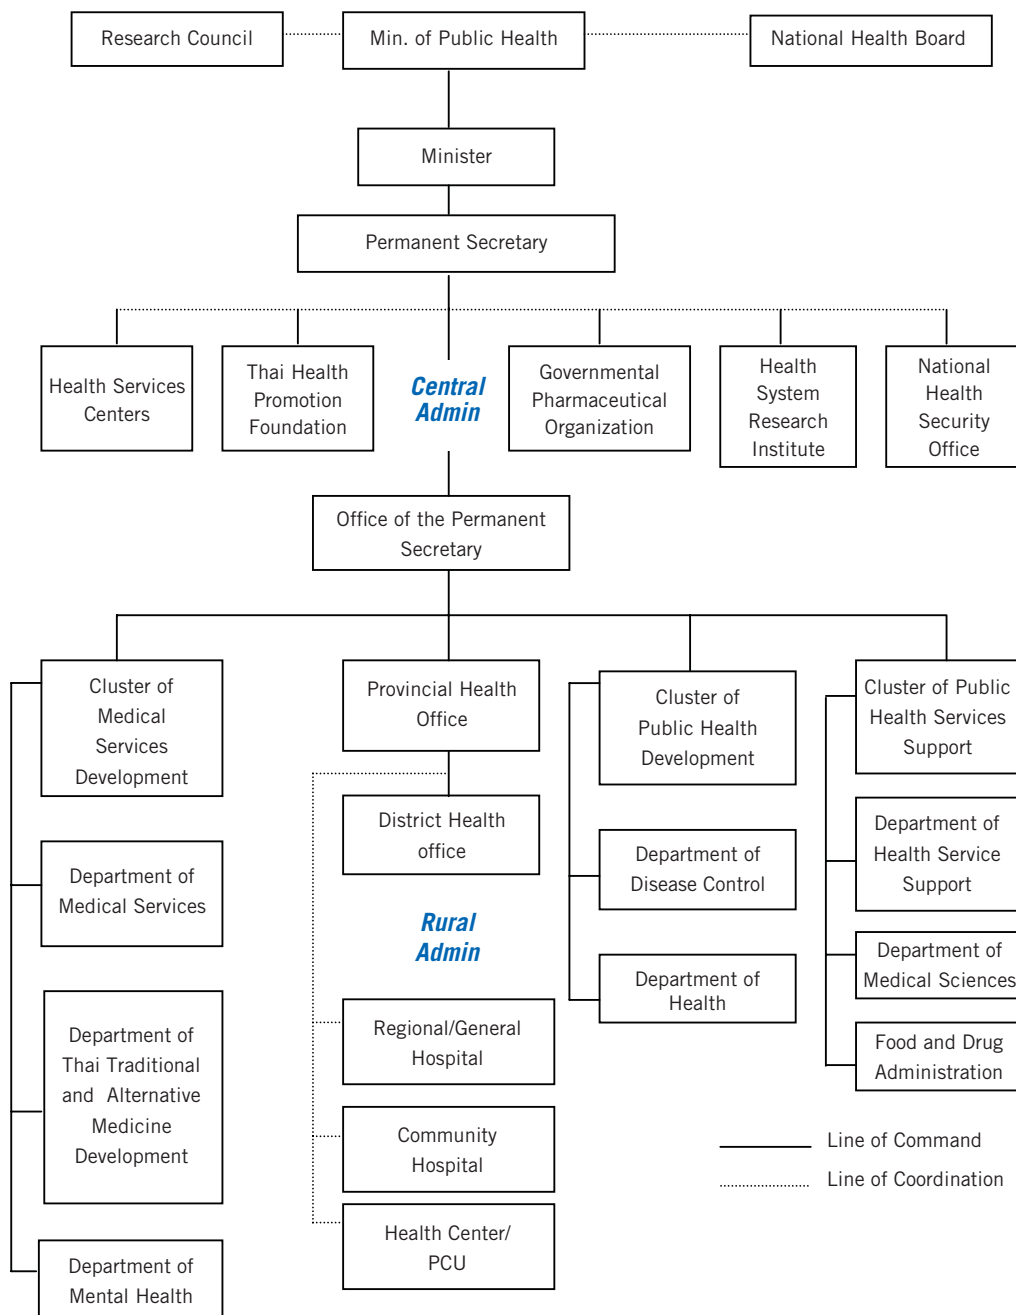 Research Council
Min. of Public Health
National Health Board
Minister
Permanent Secretary
Health Services
Centers
Thai Health
Promotion
Foundation
Central
Admin
Governmental
Pharmaceutical
Organization
Health
System
Research
Institute
National
Health
Security
Office
Office of the Permanent
Secretary
Cluster of
Medical
Services
Development
Provincial Health
Office
Cluster of
Public Health
Development
Cluster of Public
Health Services
Support
District Health
office
Department of
Medical Services
Department of
Disease Control
Department of
Health Service
Support
Rural
Admin
Department of
Health
Department of
Medical Sciences
Department of
Thai Traditional
and Alternative
Medicine
Development
Regional/General
Hospital
Food and Drug
Administration
Community
Hospital
Line of Command
Line of Coordination
Health Center/
PCU
Department of
Mental Health